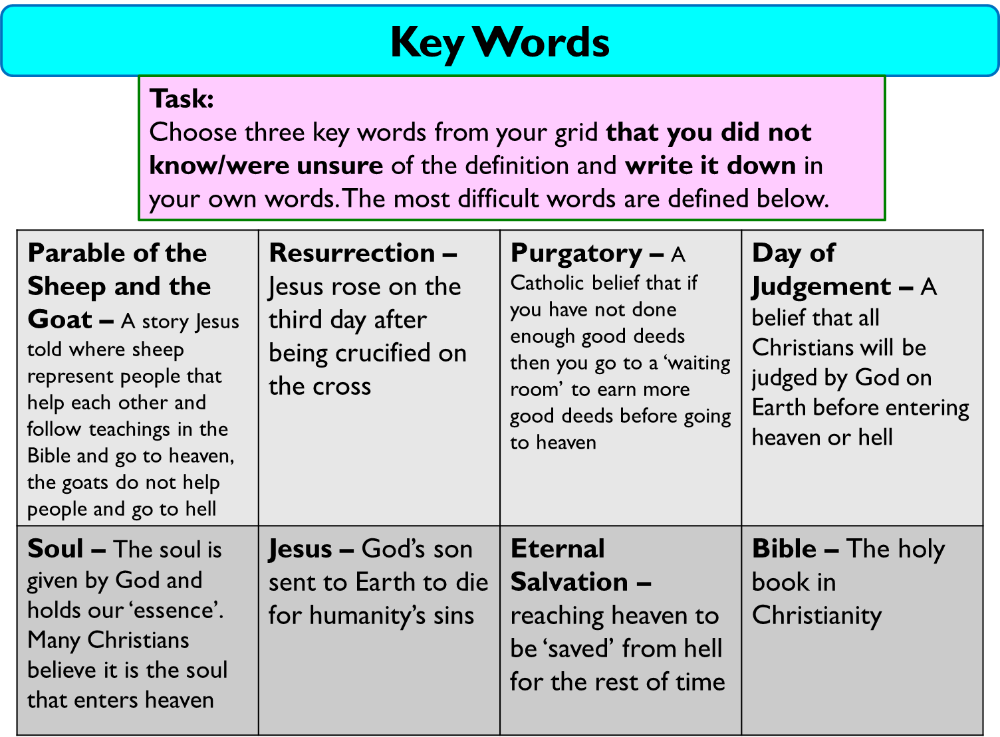 Key Words
Task:
Choose three key words from your grid that you did not
know/were unsure of the definition and write it down in
your own words. The most difficult words are defined below.
Parable of the
Sheep and the
Goat – A story Jesus
told where sheep
represent people that
help each other and
follow teachings in the
Bible and go to heaven,
the goats do not help
people and go to hell
Resurrection –
Jesus rose on the
third day after
being crucified on
the cross
Purgatory – A
Catholic belief that if
you have not done
enough good deeds
then you go to a ‘waiting
room’ to earn more
good deeds before going
to heaven
Day of
Judgement – A
belief that all
Christians will be
judged by God on
Earth before entering
heaven or hell
Soul – The soul is
given by God and
holds our ‘essence’.
Many Christians
believe it is the soul
that enters heaven
Jesus – God’s son
sent to Earth to die
for humanity’s sins
Eternal
Salvation –
reaching heaven to
be ‘saved’ from hell
for the rest of time
Bible – The holy
book in
Christianity